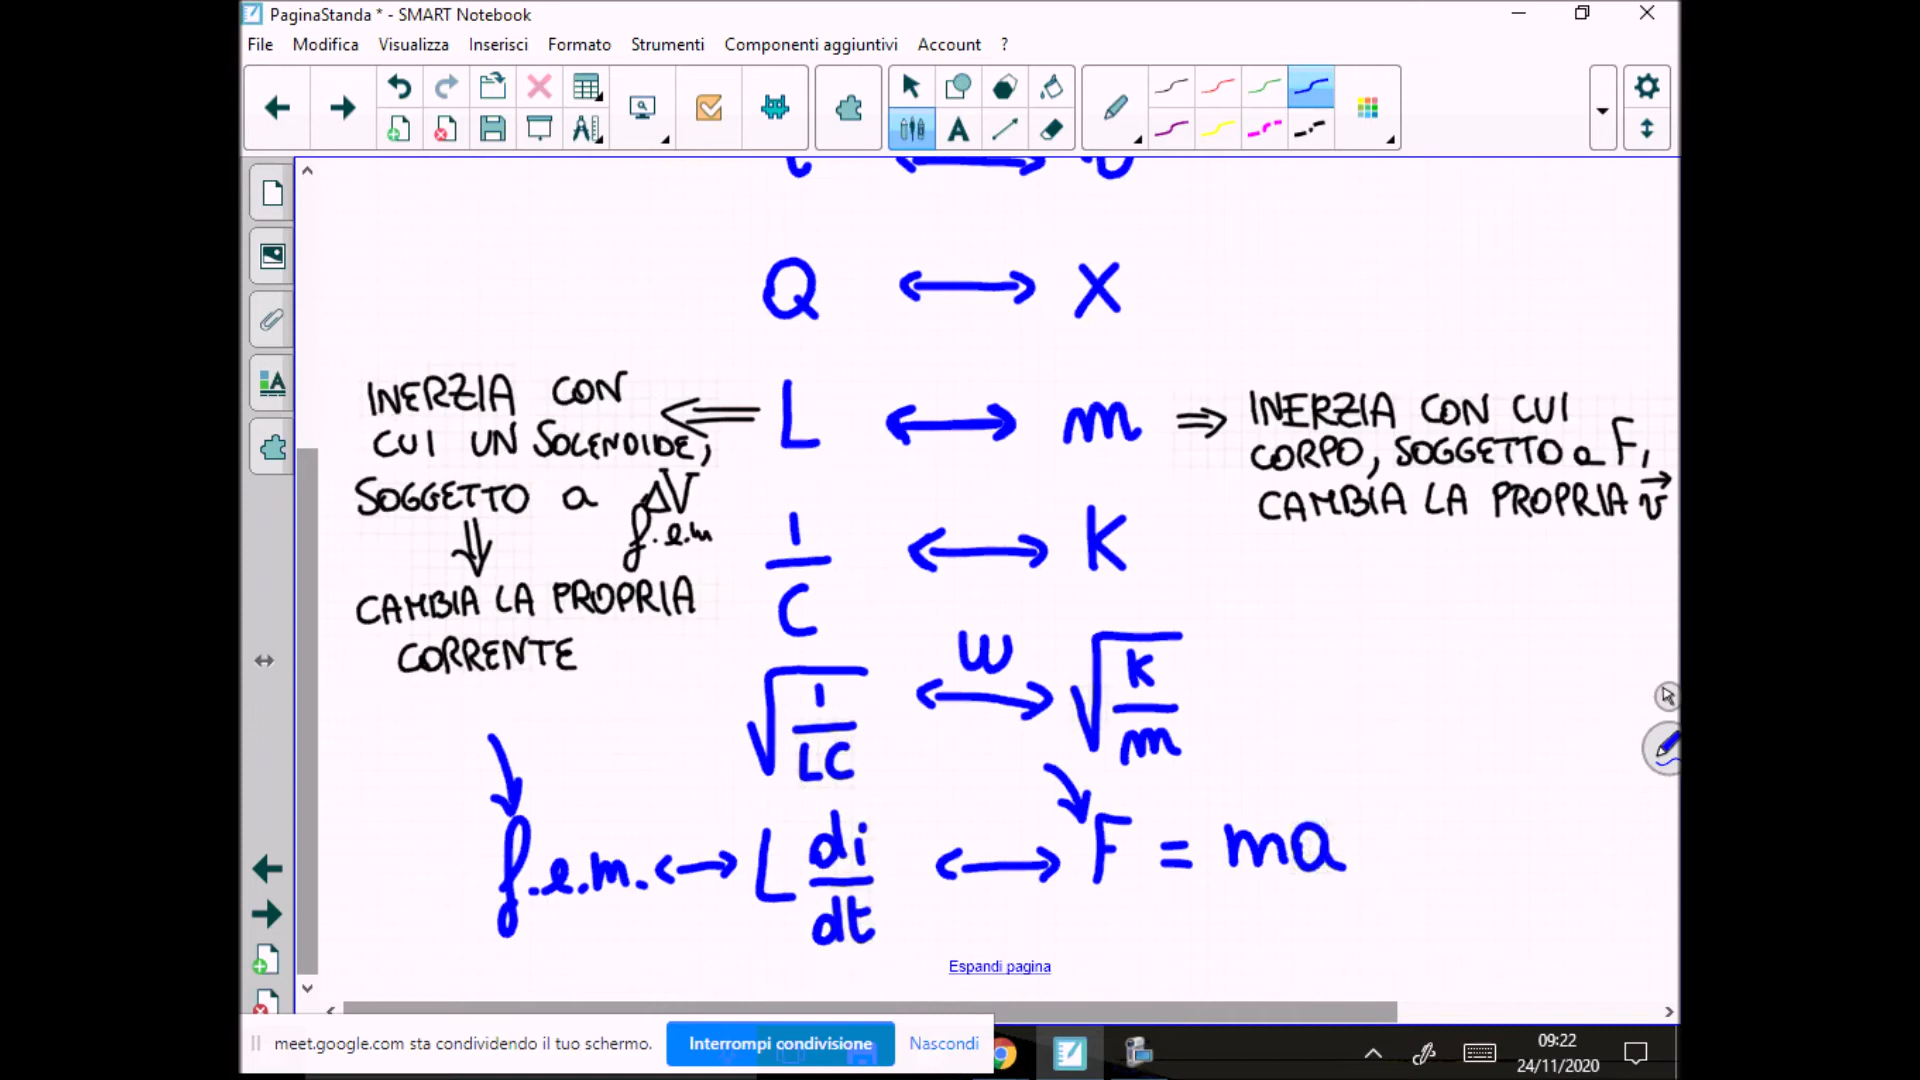 PaginaStanda * - SMART Notebook
File Modifica Visualizza Inserisci Formato Strumenti Componenti aggiuntivi Account ?
Q ↔ X
INERZIA CON
CUI UN SOLENOIDE,
SOGGETTO a ΔV
f.e.m
CAMBIA LA PROPRIA
CORRENTE
L ↔ m
INERZIA CON CUI
CORPO, SOGGETTO a F,
CAMBIA LA PROPRIA v
1/C ↔ K
ω
√(1/LC) ↔ √(K/m)
f.e.m. ↔ L di/dt ↔ F = ma
Espandi pagina
meet.google.com sta condividendo il tuo schermo. Interrompi condivisione Nascondi
09:22
24/11/2020